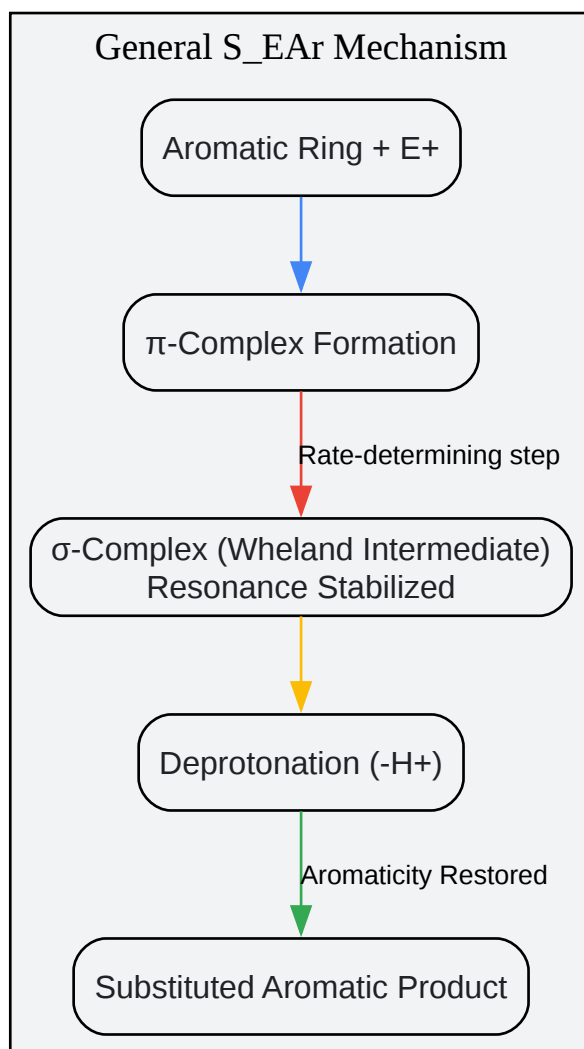 General S_EAr Mechanism
Aromatic Ring + E+
π-Complex Formation
Rate-determining step
σ-Complex (Wheland Intermediate)
Resonance Stabilized
Deprotonation (-H+)
Aromaticity Restored
Substituted Aromatic Product